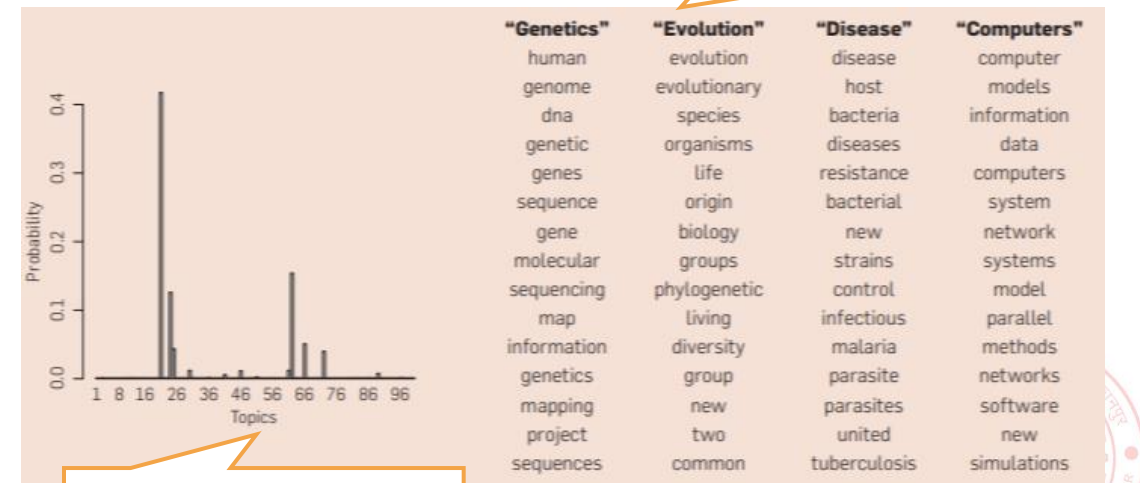 "Genetics" "Evolution" "Disease" "Computers"
human evolution disease computer
genome evolutionary host models
dna species bacteria information
genetic organisms diseases data
genes life resistance computers
sequence origin bacterial system
gene biology new network
molecular groups strains systems
sequencing phylogenetic control model
map living infectious parallel
information diversity malaria methods
genetics group parasite networks
mapping new parasites software
project two united new
sequences common tuberculosis simulations
Probability
0.4
0.3
0.2
0.1
0.0
1 8 16 26 36 46 56 66 76 86 96
Topics